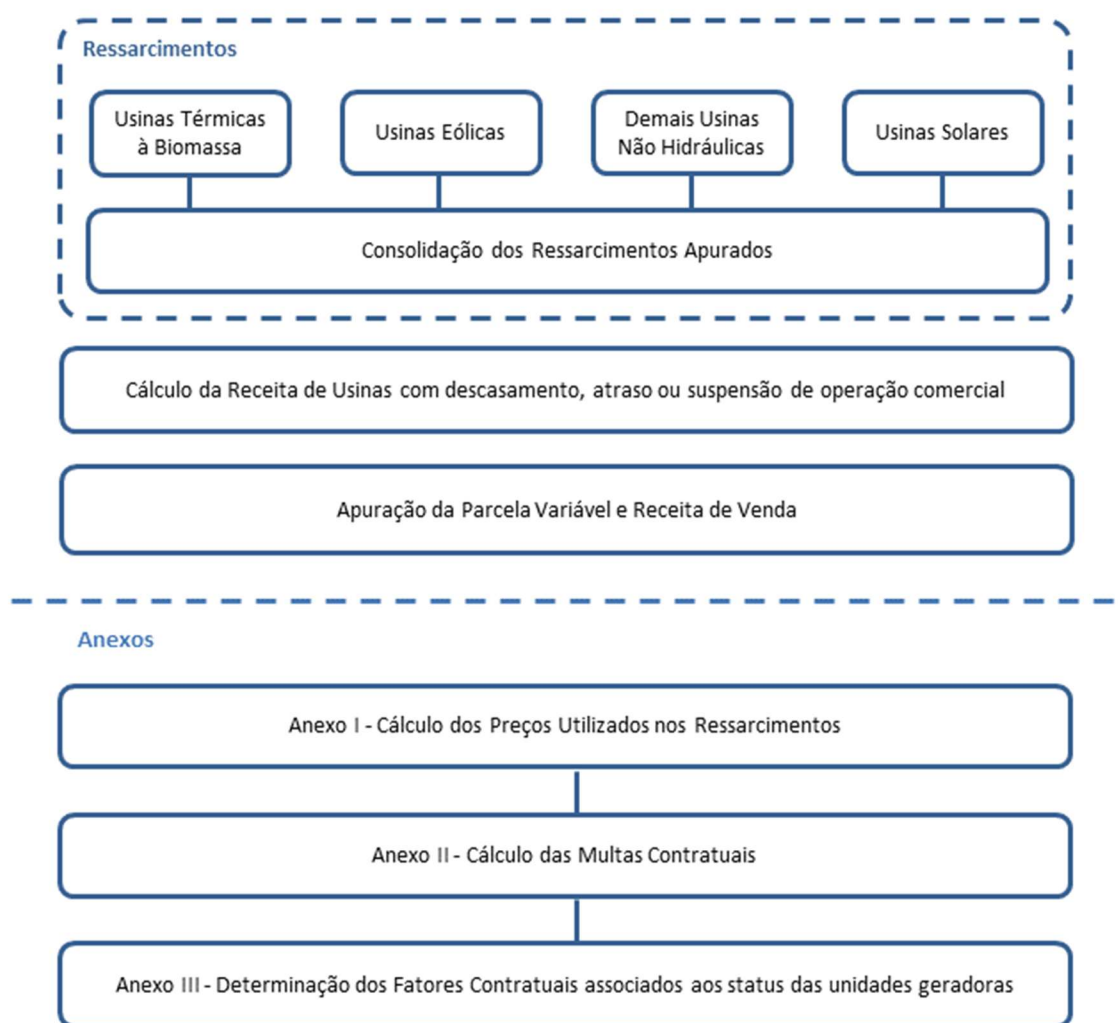 Ressarcimentos
Usinas Térmicas
à Biomassa
Usinas Eólicas
Demais Usinas
Não Hidráulicas
Usinas Solares
Consolidação dos Ressarcimentos Apurados
Cálculo da Receita de Usinas com descasamento, atraso ou suspensão de operação comercial
Apuração da Parcela Variável e Receita de Venda
Anexos
Anexo I - Cálculo dos Preços Utilizados nos Ressarcimentos
Anexo II - Cálculo das Multas Contratuais
Anexo III - Determinação dos Fatores Contratuais associados aos status das unidades geradoras